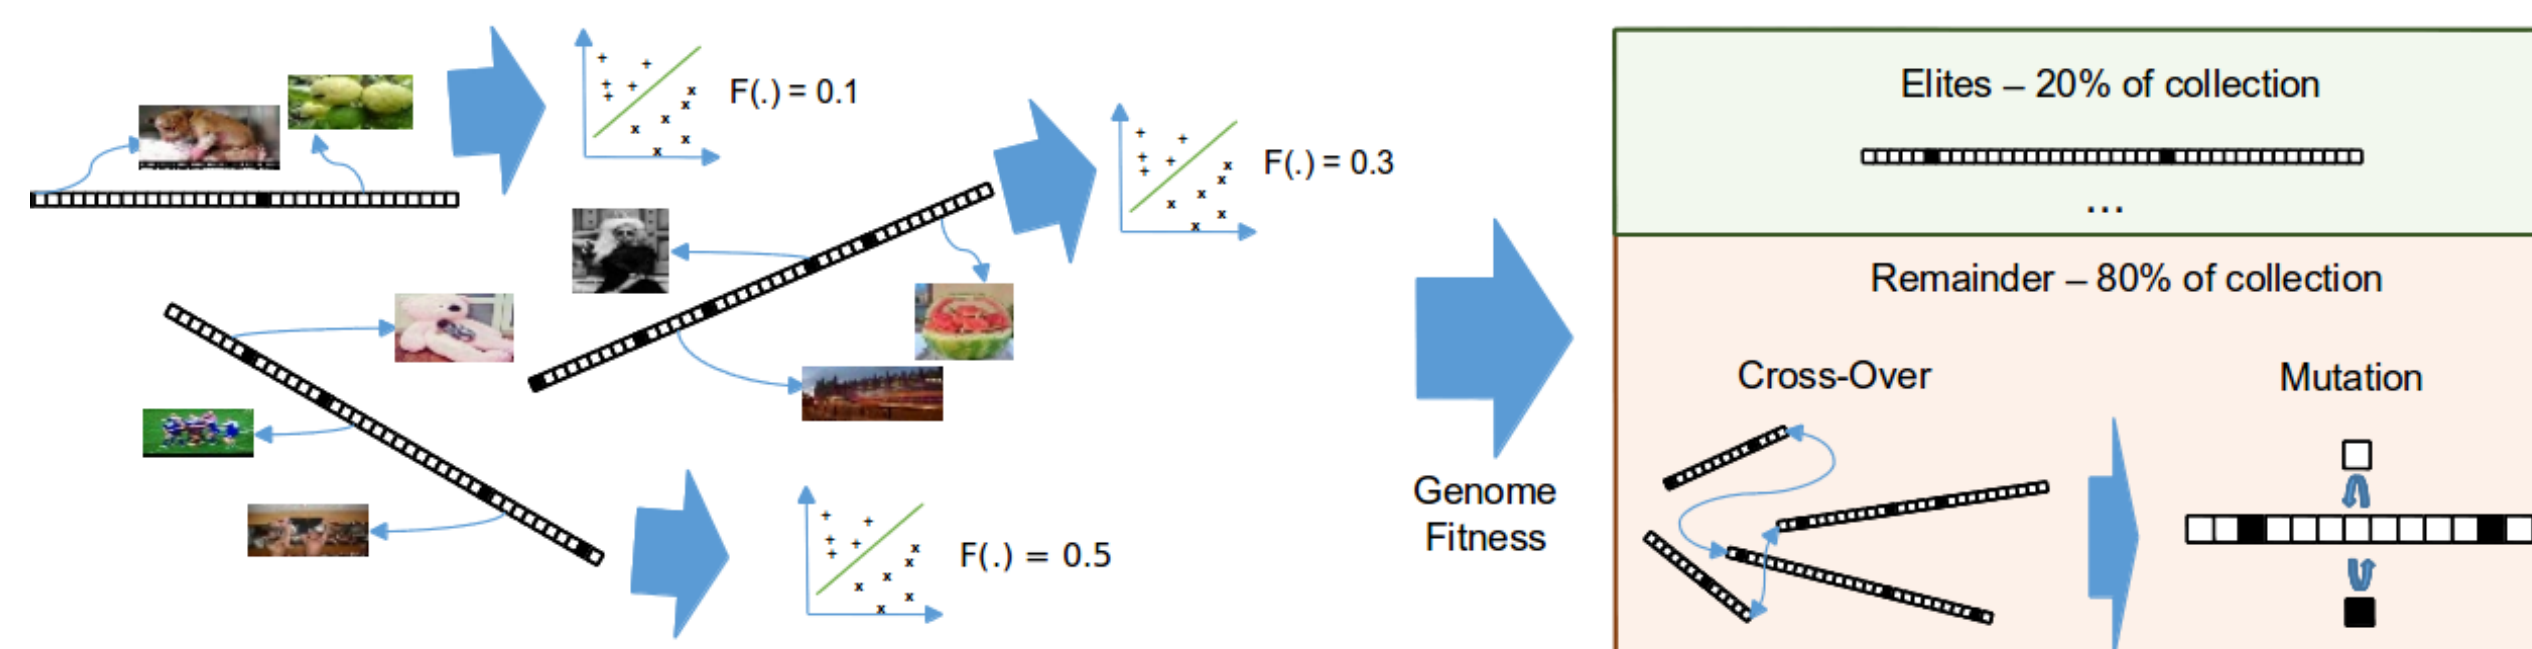 F(.) = 0.1
F(.) = 0.3
F(.) = 0.5
Genome
Fitness
Elites – 20% of collection
...
Remainder – 80% of collection
Cross-Over
Mutation